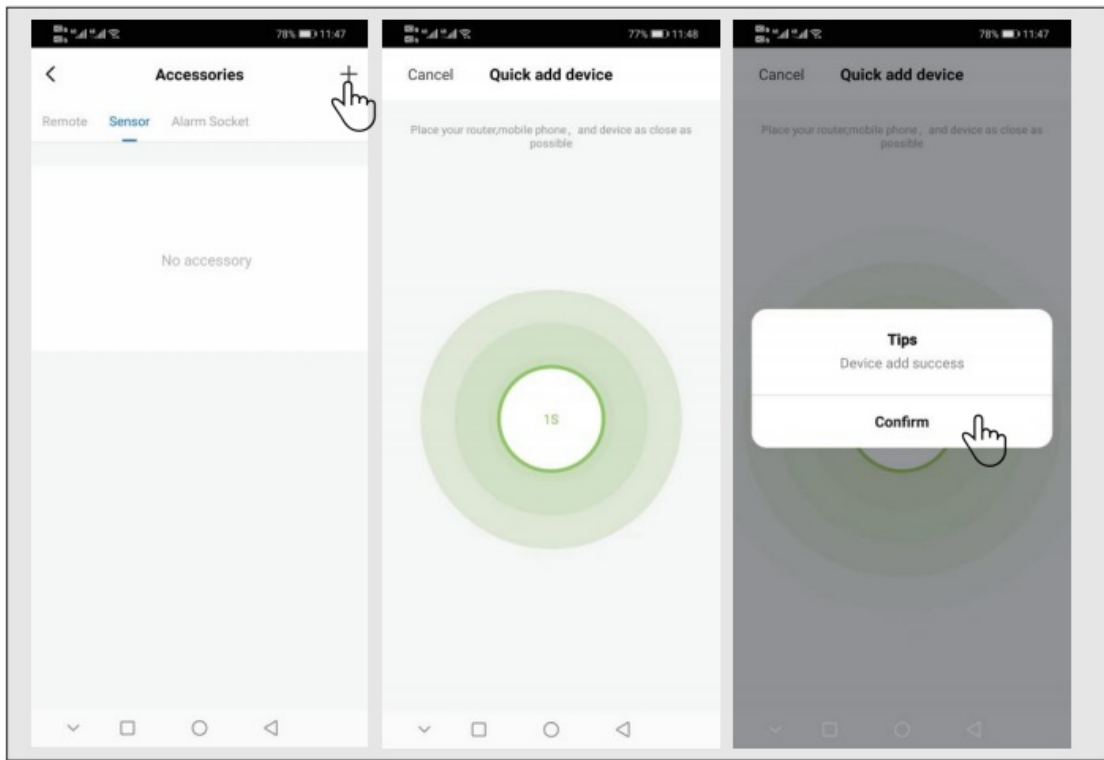 78% 11:47
Accessories
Remote Sensor Alarm Socket
No accessory
77% 11:48
Cancel Quick add device
Place your router,mobile phone，and device as close as
possible
1S
78% 11:47
Cancel Quick add device
Place your router,mobile phone，and device as close as
possible
Tips
Device add success
Confirm